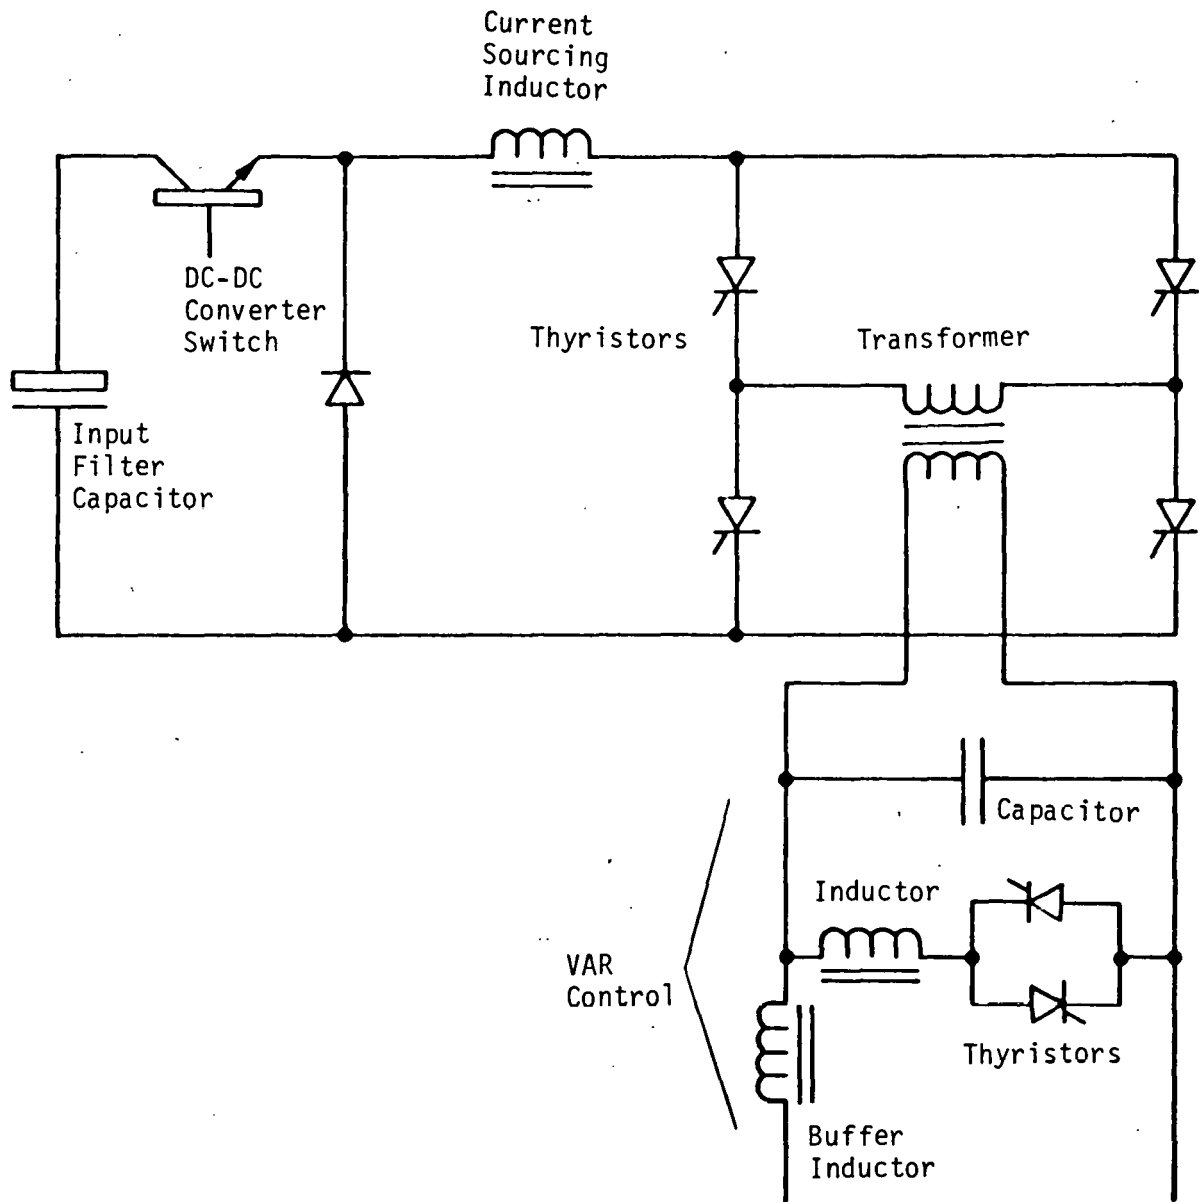 Current
Sourcing
Inductor
DC-DC
Converter
Switch
Thyristors
Transformer
Input
Filter
Capacitor
Capacitor
Inductor
VAR
Control
Thyristors
Buffer
Inductor